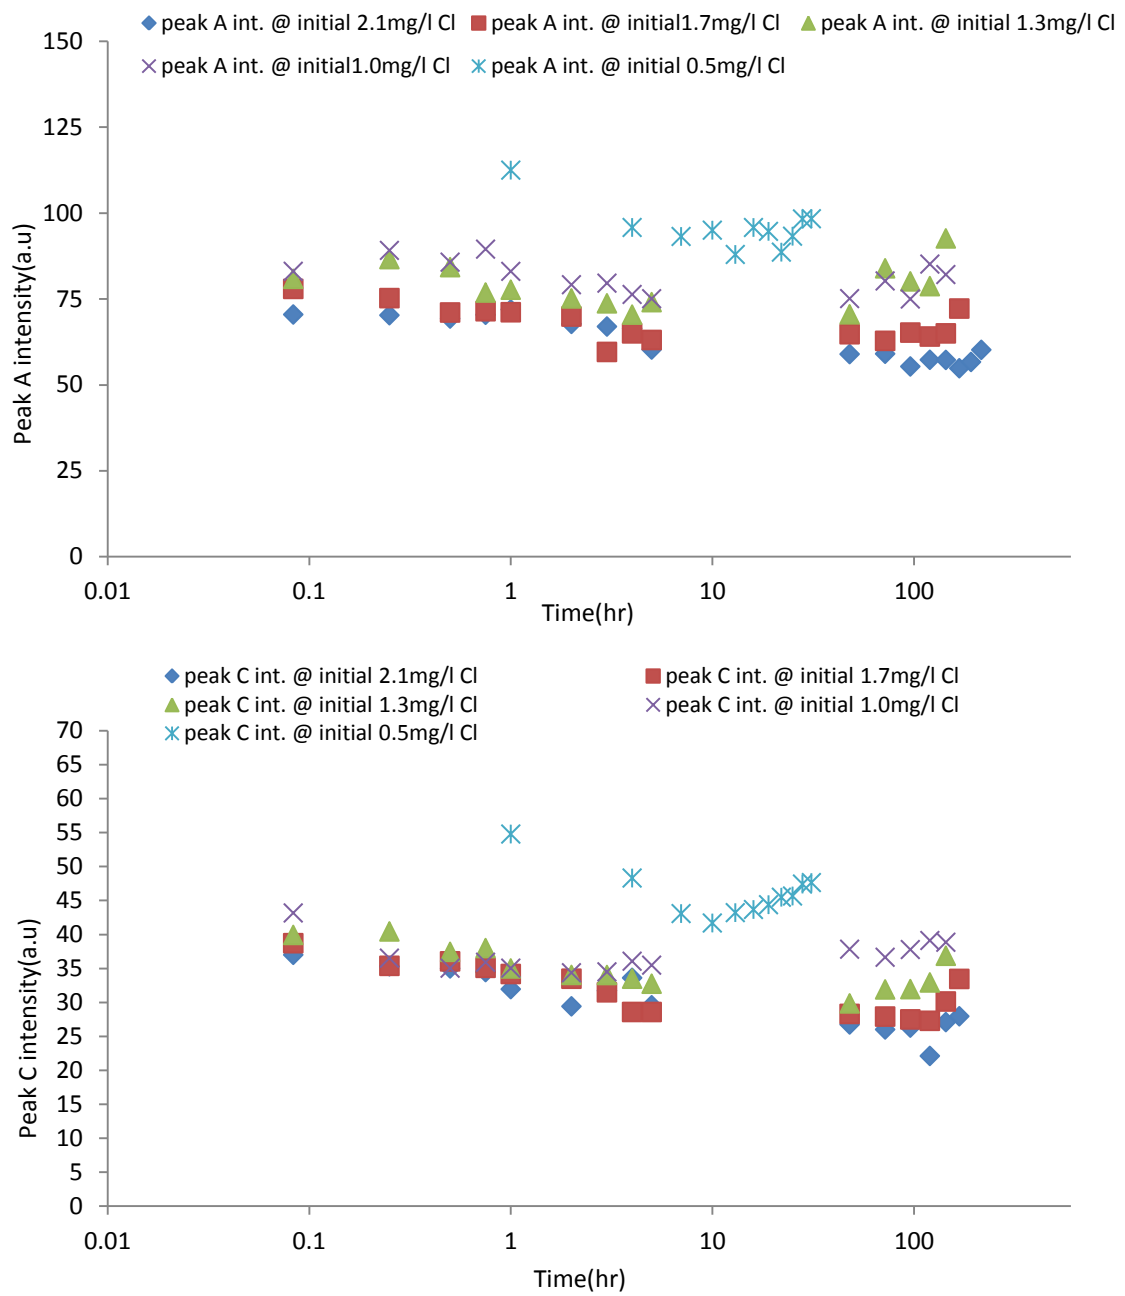 peak A int. @ initial 2.1mg/l Cl peak A int. @ initial1.7mg/l Cl peak A int. @ initial 1.3mg/l Cl
peak A int. @ initial1.0mg/l Cl peak A int. @ initial 0.5mg/l Cl
150
125
100
75
50
25
0
Peak A intensity(a.u)
0.01 0.1 1 10 100
Time(hr)
peak C int. @ initial 2.1mg/l Cl peak C int. @ initial 1.7mg/l Cl
peak C int. @ initial 1.3mg/l Cl peak C int. @ initial 1.0mg/l Cl
peak C int. @ initial 0.5mg/l Cl
70
65
60
55
50
45
40
35
30
25
20
15
10
5
0
Peak C intensity(a.u)
0.01 0.1 1 10 100
Time(hr)